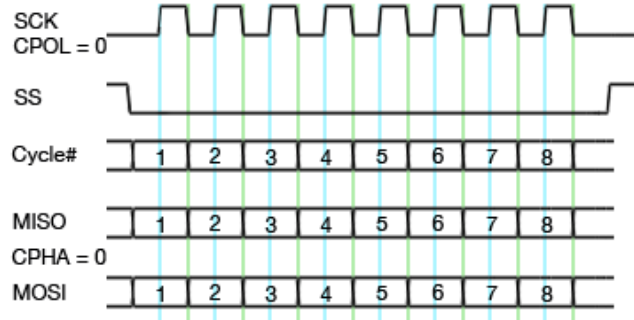 SCK
CPOL = 0
SS
Cycle# 1 2 3 4 5 6 7 8
MISO 1 2 3 4 5 6 7 8
CPHA = 0
MOSI 1 2 3 4 5 6 7 8